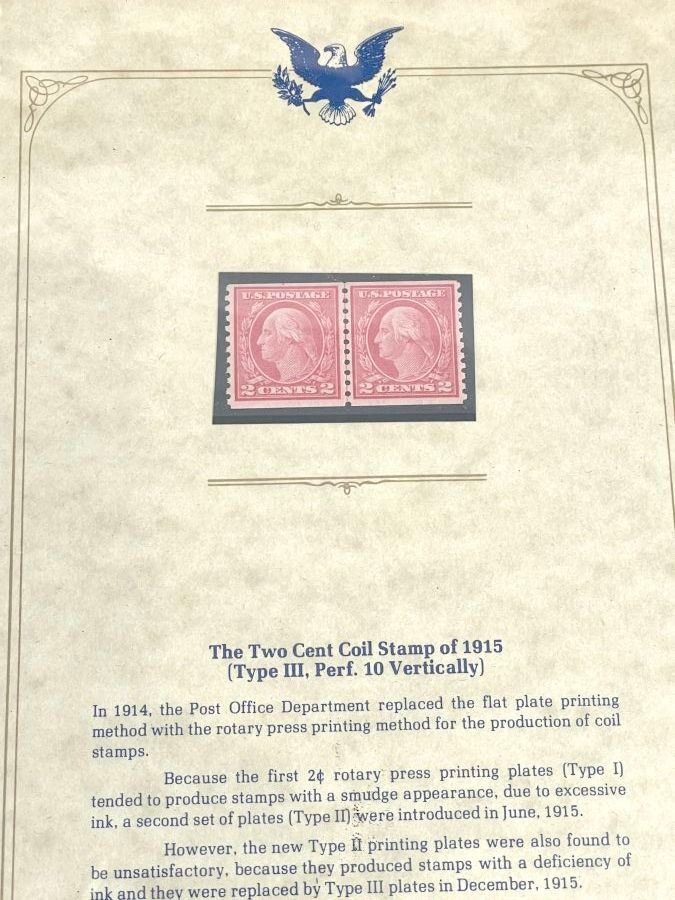 U.S.POSTAGE U.S.POSTAGE
2 CENTS 2 2 CENTS 2
The Two Cent Coil Stamp of 1915
(Type III, Perf. 10 Vertically)
In 1914, the Post Office Department replaced the flat plate printing
method with the rotary press printing method for the production of coil
stamps.
Because the first 2¢ rotary press printing plates (Type I)
tended to produce stamps with a smudge appearance, due to excessive
ink, a second set of plates (Type II) were introduced in June, 1915.
However, the new Type II printing plates were also found to
be unsatisfactory, because they produced stamps with a deficiency of
ink and they were replaced by Type III plates in December, 1915.